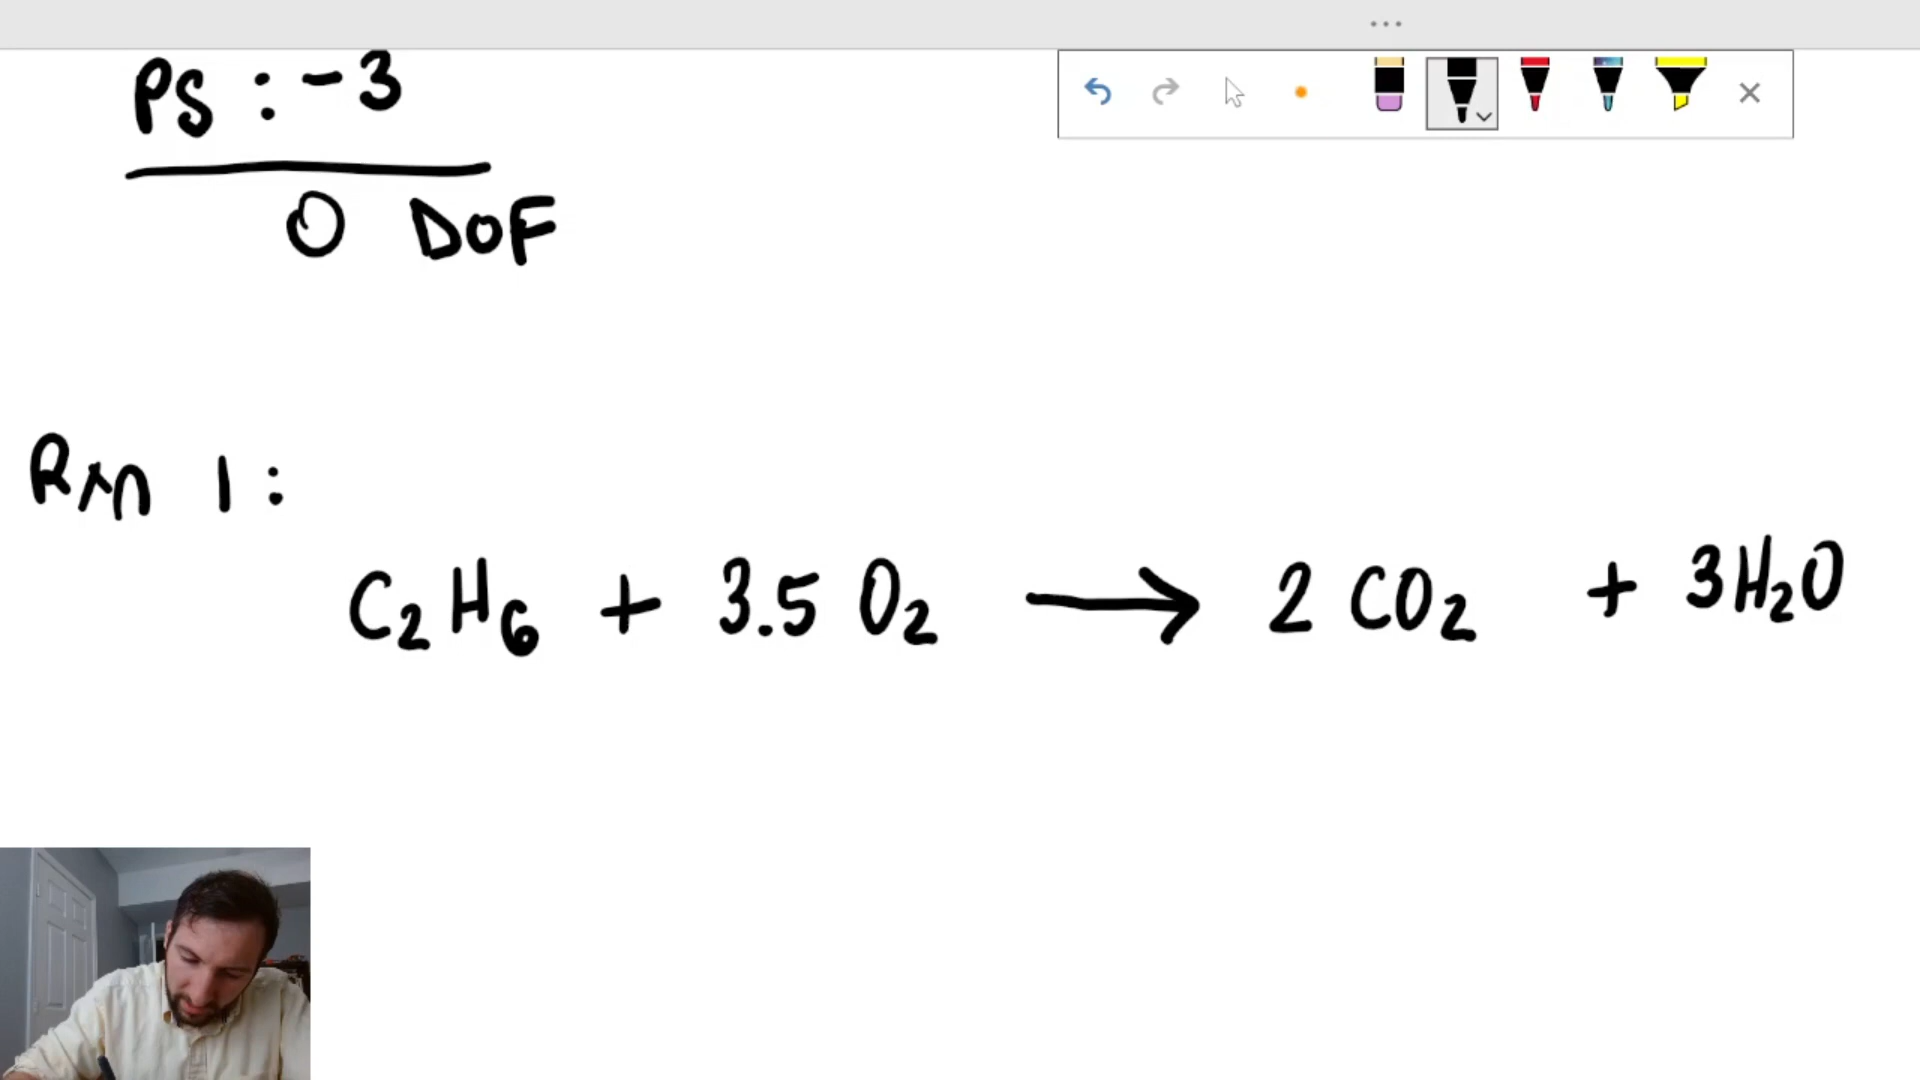 PS : -3
0 DOF
Rxn 1 :
C₂H₆ + 3.5 O₂ → 2 CO₂ + 3H₂O